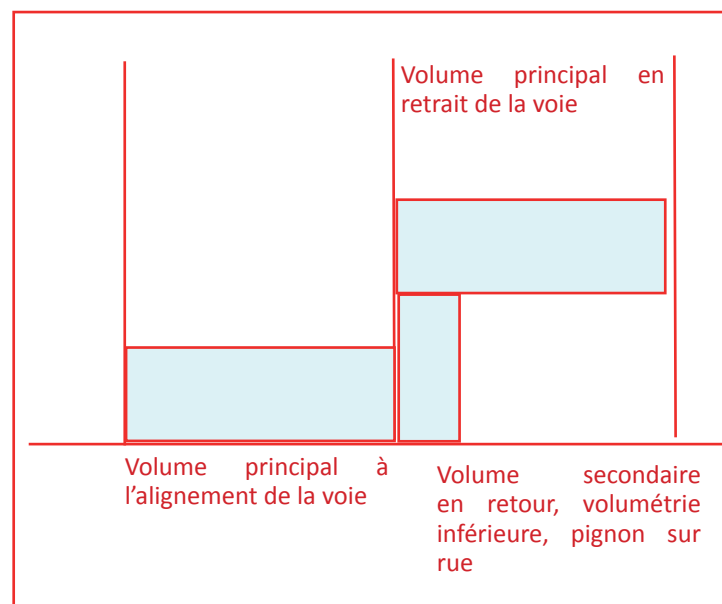 Volume principal en
retrait de la voie
Volume principal à
l’alignement de la voie
Volume secondaire
en retour, volumétrie
inférieure, pignon sur
rue